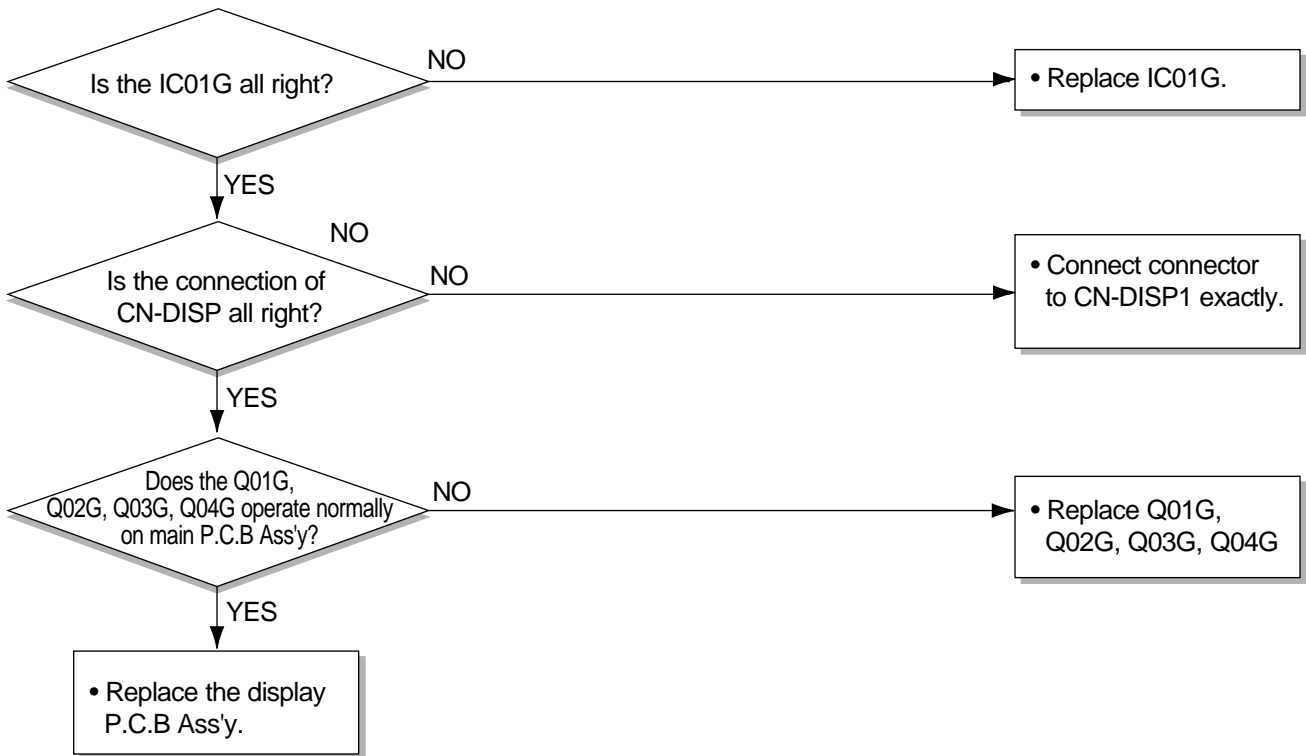 Is the IC01G all right?
NO
• Replace IC01G.
YES
NO
Is the connection of
CN-DISP all right?
NO
• Connect connector
to CN-DISP1 exactly.
YES
Does the Q01G,
Q02G, Q03G, Q04G operate normally
on main P.C.B Ass'y?
NO
• Replace Q01G,
Q02G, Q03G, Q04G
YES
• Replace the display
P.C.B Ass'y.